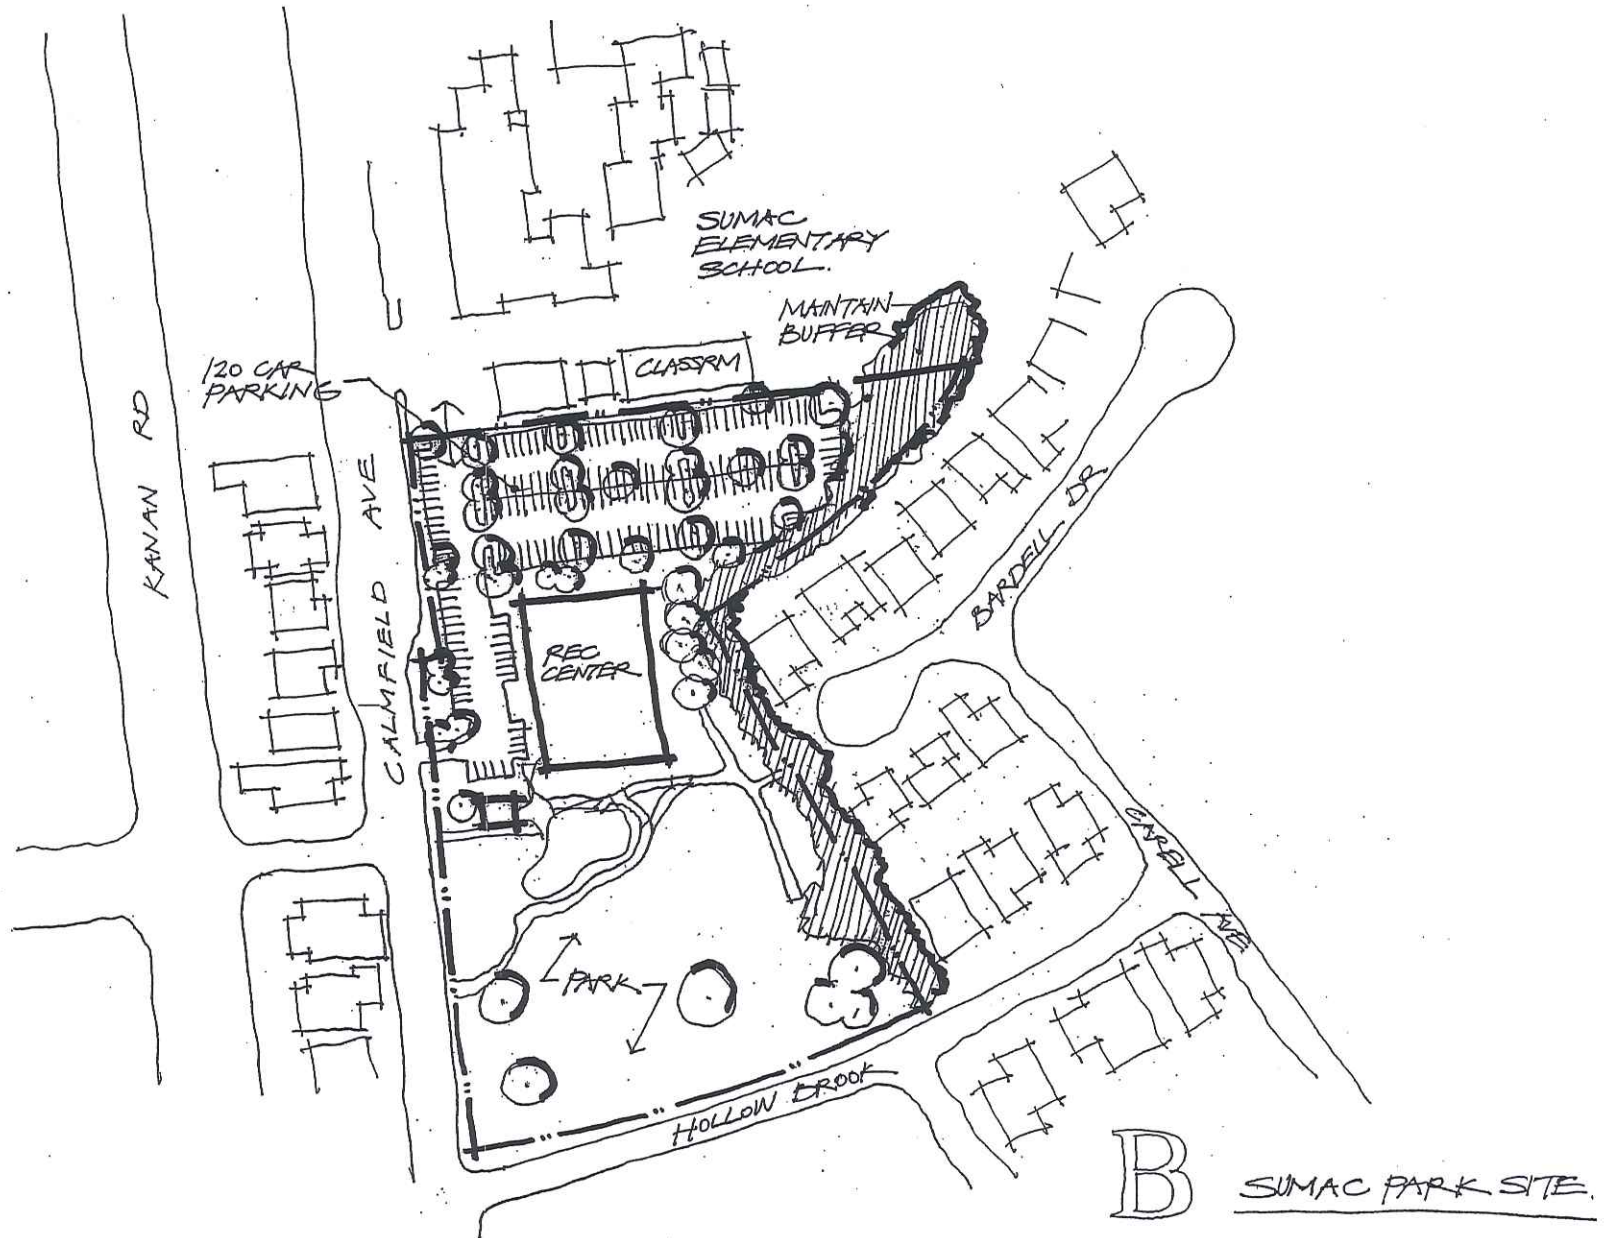 SUMAC
ELEMENTARY
SCHOOL.
MAINTAIN
BUFFER
120 CAR
PARKING
CLASSRM
KANAN RD
CALMFIELD AVE
BARDELL DR
REC
CENTER
CARELL AVE
PARK
HOLLOW BROOK
B
SUMAC PARK SITE.